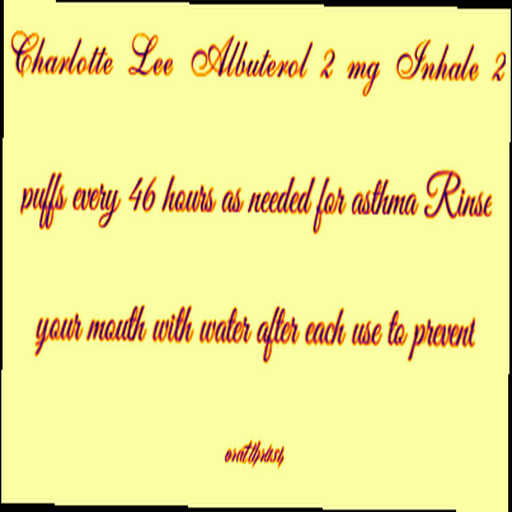 Charlotte Lee Albuterol 2 mg Inhale 2
puffs every 46 hours as needed for asthma Rinse
your mouth with water after each use to prevent